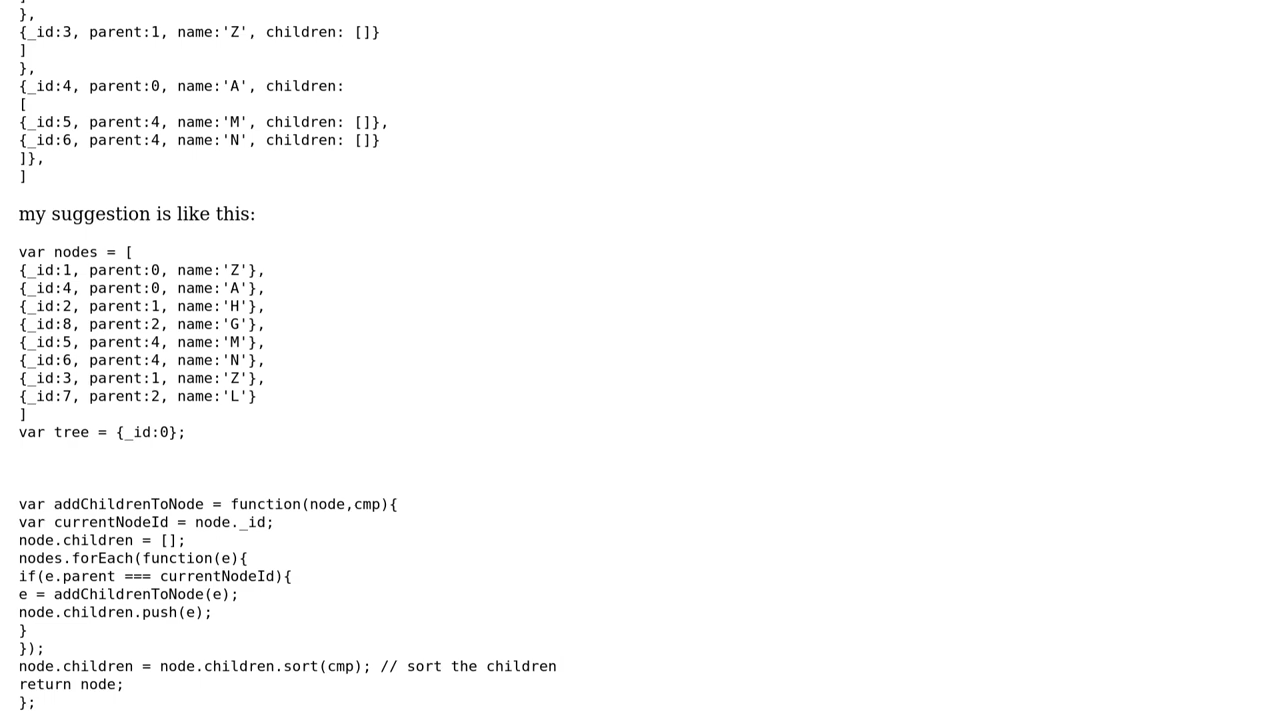 ]
},
{_id:3, parent:1, name:'Z', children: []}
]
},
{_id:4, parent:0, name:'A', children:
[
{_id:5, parent:4, name:'M', children: []},
{_id:6, parent:4, name:'N', children: []}
]},
]
my suggestion is like this:
var nodes = [
{_id:1, parent:0, name:'Z'},
{_id:4, parent:0, name:'A'},
{_id:2, parent:1, name:'H'},
{_id:8, parent:2, name:'G'},
{_id:5, parent:4, name:'M'},
{_id:6, parent:4, name:'N'},
{_id:3, parent:1, name:'Z'},
{_id:7, parent:2, name:'L'}
]
var tree = {_id:0};
var addChildrenToNode = function(node,cmp){
var currentNodeId = node._id;
node.children = [];
nodes.forEach(function(e){
if(e.parent === currentNodeId){
e = addChildrenToNode(e);
node.children.push(e);
}
});
node.children = node.children.sort(cmp); // sort the children
return node;
};